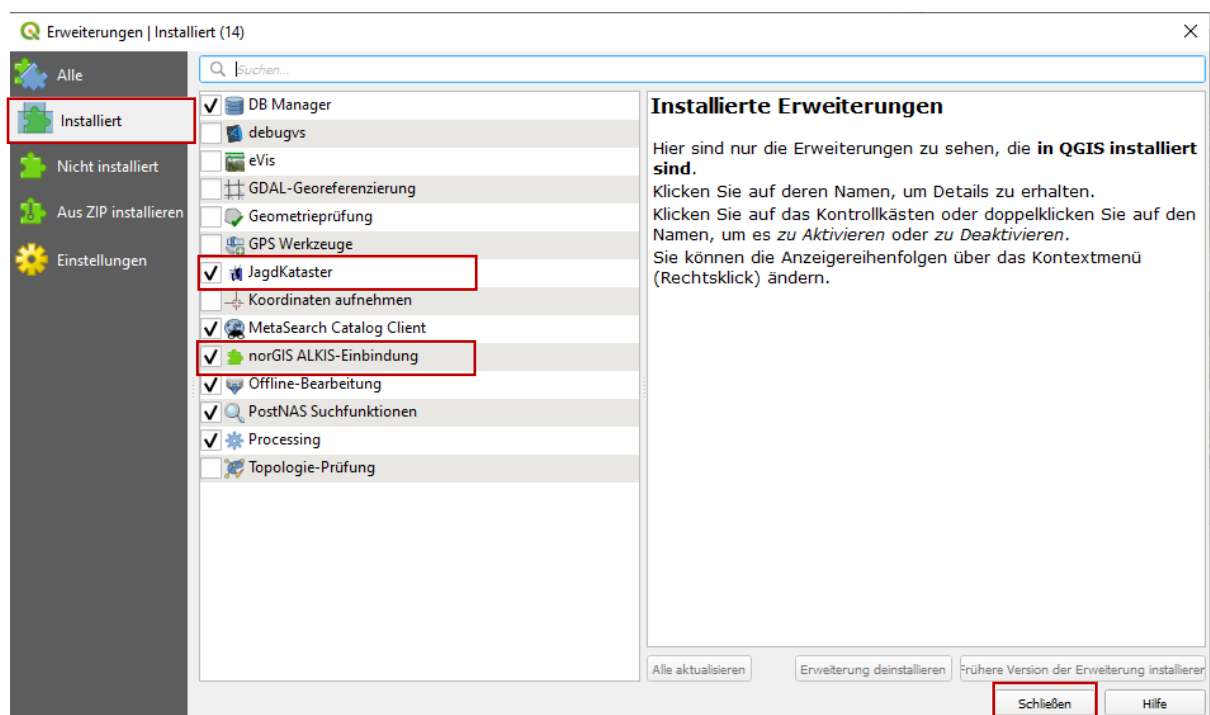 Erweiterungen | Installiert (14)
Alle
Installiert
Nicht installiert
Aus ZIP installieren
Einstellungen
Suchen...
DB Manager
debugvs
eVis
GDAL-Georeferenzierung
Geometrieprüfung
GPS Werkzeuge
JagdKataster
Koordinaten aufnehmen
MetaSearch Catalog Client
norGIS ALKIS-Einbindung
Offline-Bearbeitung
PostNAS Suchfunktionen
Processing
Topologie-Prüfung
Installierte Erweiterungen
Hier sind nur die Erweiterungen zu sehen, die in QGIS installiert
sind.
Klicken Sie auf deren Namen, um Details zu erhalten.
Klicken Sie auf das Kontrollkästen oder doppelklicken Sie auf den
Namen, um es zu Aktivieren oder zu Deaktivieren.
Sie können die Anzeigereihenfolgen über das Kontextmenü
(Rechtsklick) ändern.
Alle aktualisieren
Erweiterung deinstallieren
Frühere Version der Erweiterung installieren
Schließen
Hilfe